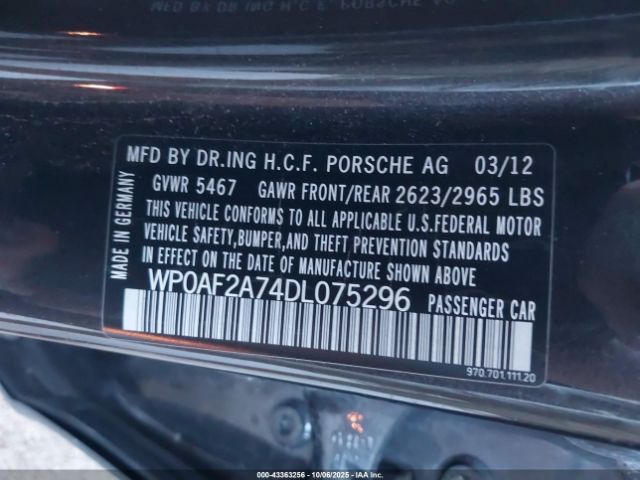 MFD BY DR.ING H.C.F. PORSCHE AG 03/12
GVWR 5467 GAWR FRONT/REAR 2623/2965 LBS
THIS VEHICLE CONFORMS TO ALL APPLICABLE U.S.FEDERAL MOTOR
VEHICLE SAFETY,BUMPER,AND THEFT PREVENTION STANDARDS
IN EFFECT ON THE DATE OF MANUFACTURE SHOWN ABOVE
MADE IN GERMANY
WP0AF2A74DL075296 PASSENGER CAR
970.701.111.20
000-43363256 - 10/06/2025 - IAAI.COM